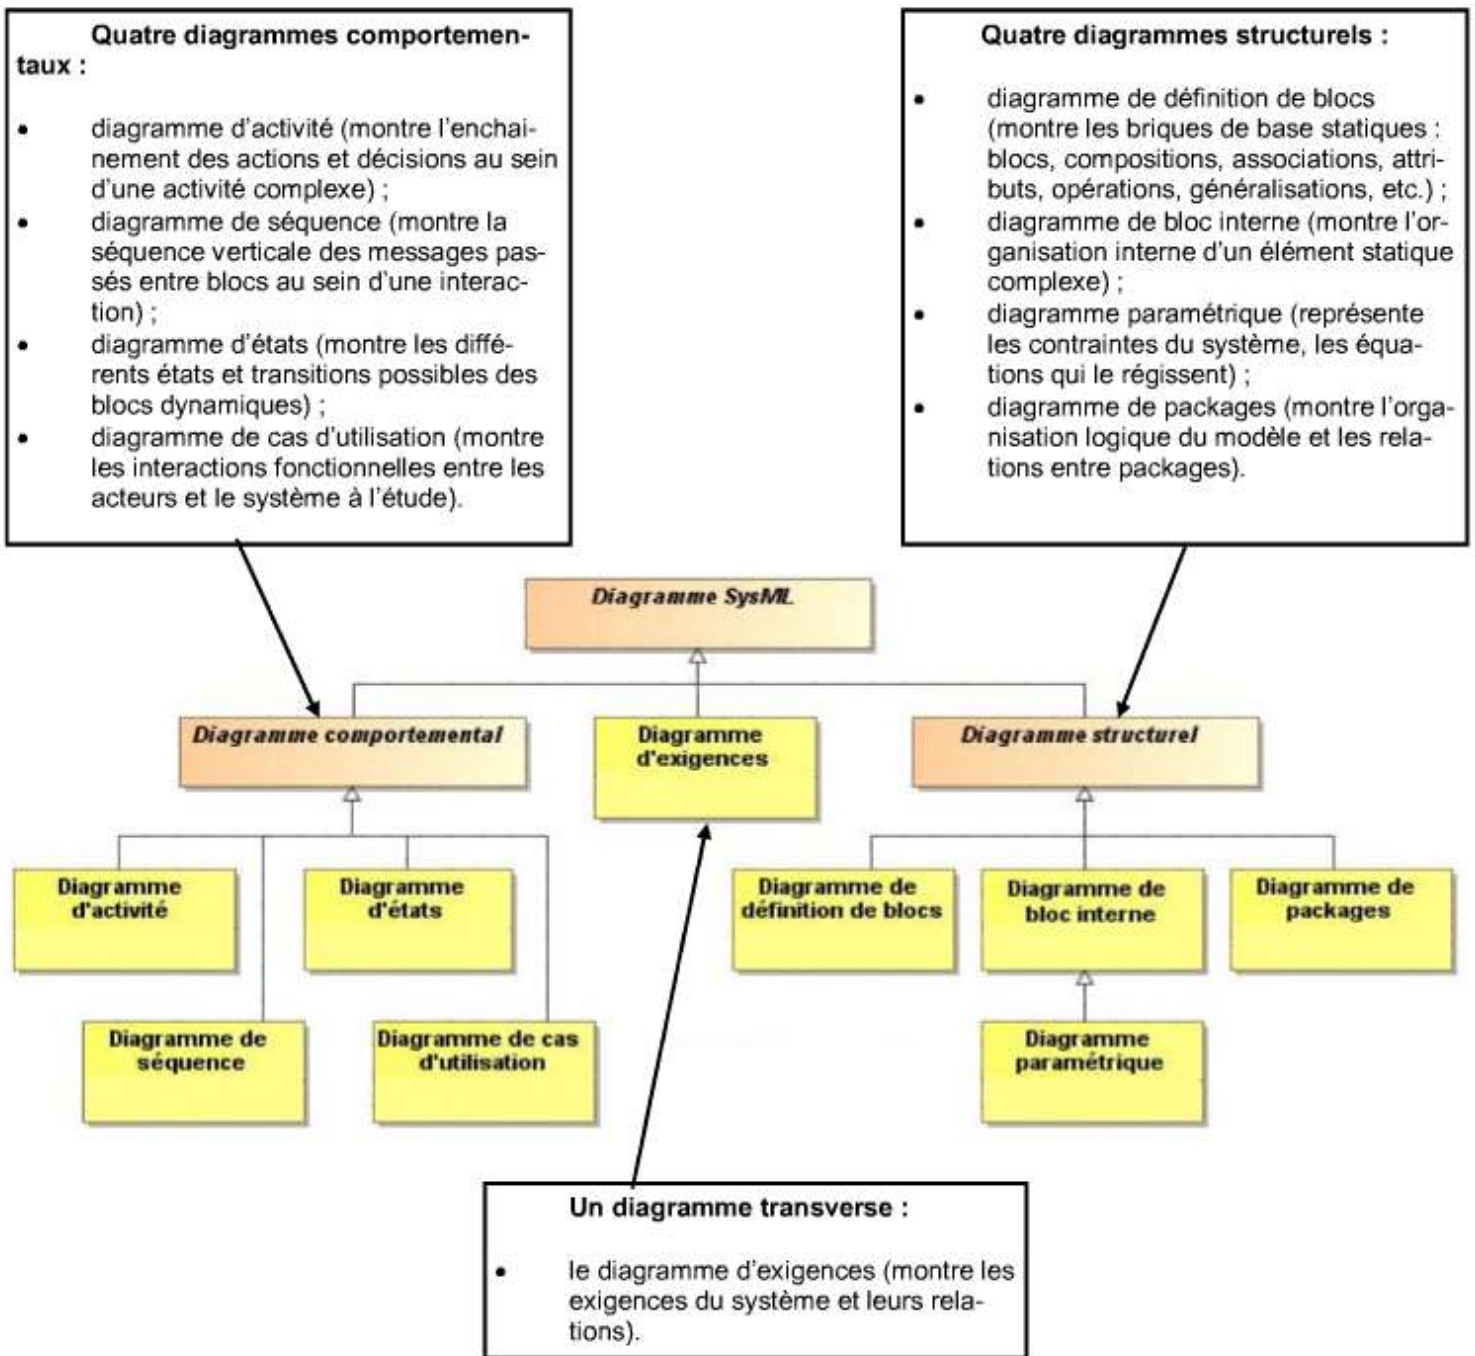 Quatre diagrammes comportemen-
taux :
• diagramme d'activité (montre l'enchai-
nement des actions et décisions au sein
d'une activité complexe) ;
• diagramme de séquence (montre la
séquence verticale des messages pas-
sés entre blocs au sein d'une interac-
tion) ;
• diagramme d'états (montre les diffé-
rents états et transitions possibles des
blocs dynamiques) ;
• diagramme de cas d'utilisation (montre
les interactions fonctionnelles entre les
acteurs et le système à l'étude).
Quatre diagrammes structurels :
• diagramme de définition de blocs
(montre les briques de base statiques :
blocs, compositions, associations, attri-
buts, opérations, généralisations, etc.) ;
• diagramme de bloc interne (montre l'or-
ganisation interne d'un élément statique
complexe) ;
• diagramme paramétrique (représente
les contraintes du système, les équa-
tions qui le régissent) ;
• diagramme de packages (montre l'orga-
nisation logique du modèle et les rela-
tions entre packages).
Diagramme SysML
Diagramme comportemental
Diagramme
d'exigences
Diagramme structurel
Diagramme
d'activité
Diagramme
d'états
Diagramme de
définition de blocs
Diagramme de
bloc interne
Diagramme de
packages
Diagramme de
séquence
Diagramme de cas
d'utilisation
Diagramme
paramétrique
Un diagramme transverse :
• le diagramme d'exigences (montre les
exigences du système et leurs rela-
tions).